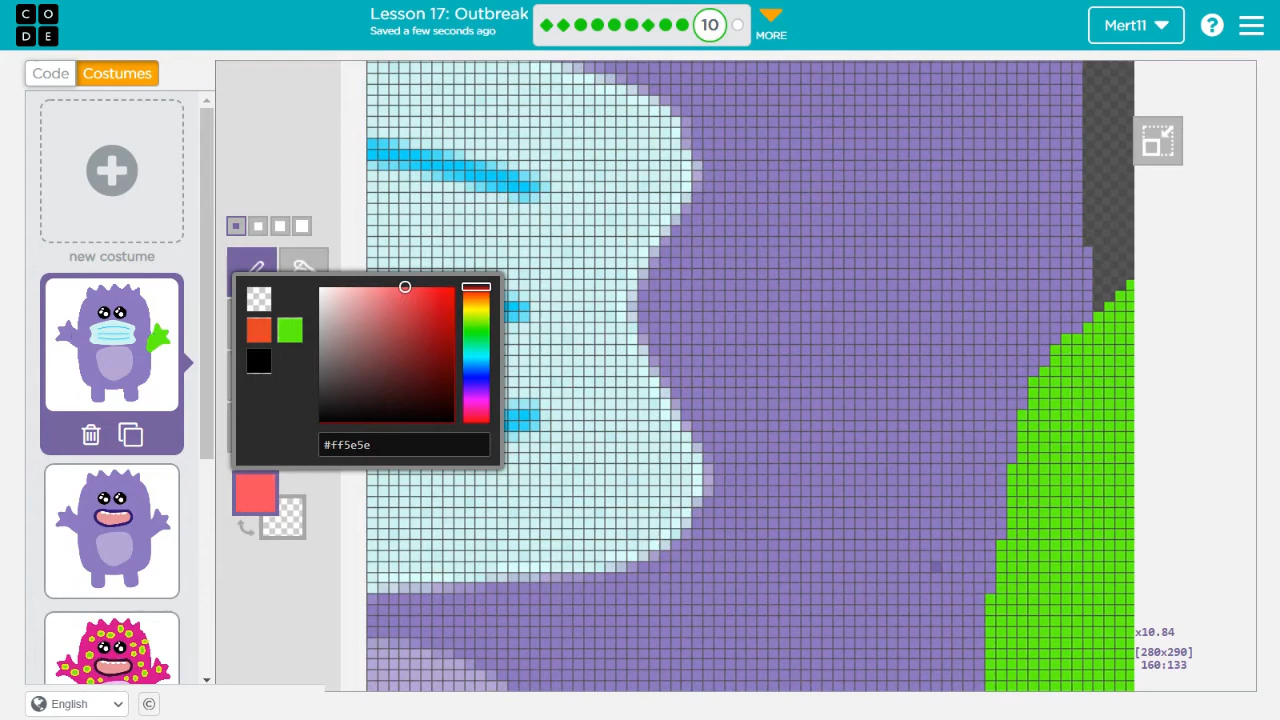 C O
D E
Lesson 17: Outbreak
Saved a few seconds ago
10
MORE
Mert11
?
Code
Costumes
new costume
#ff5e5e
x10.84
[280x290]
160:133
English
©